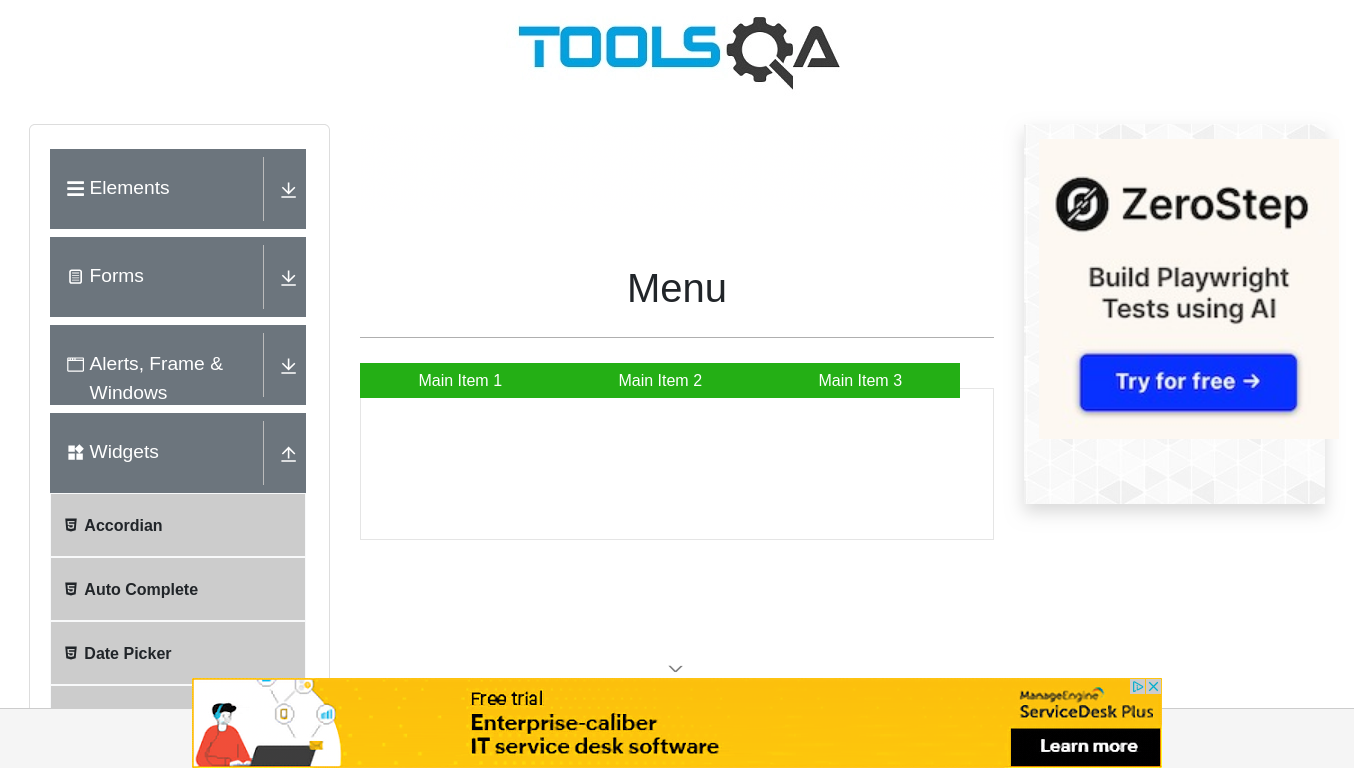 TOOLSQA
Elements
Forms
Alerts, Frame &
Windows
Widgets
Accordian
Auto Complete
Date Picker
Menu
Main Item 1
Main Item 2
Main Item 3
ZeroStep
Build Playwright
Tests using AI
Try for free →
Free trial
Enterprise-caliber
IT service desk software
ManageEngine
ServiceDesk Plus
Learn more